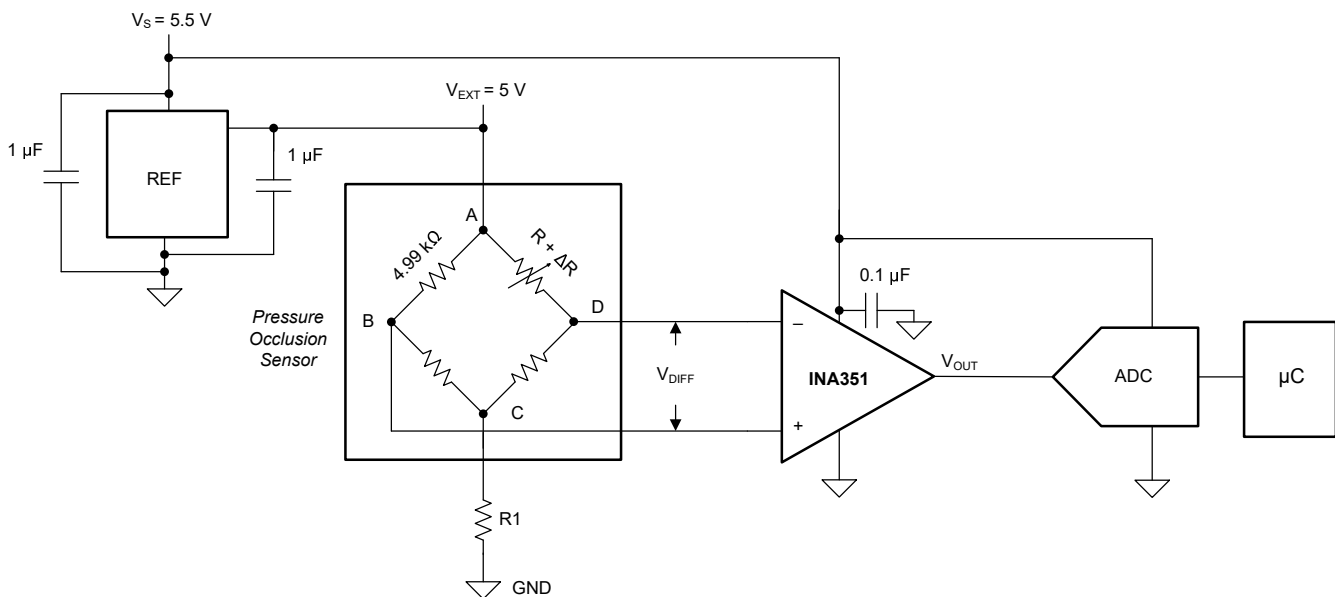 V_S = 5.5 V
V_EXT = 5 V
1 µF
REF
1 µF
A
4.99 kΩ
R + ΔR
B
D
C
Pressure
Occlusion
Sensor
R1
GND
V_DIFF
0.1 µF
–
+
INA351
V_OUT
ADC
µC